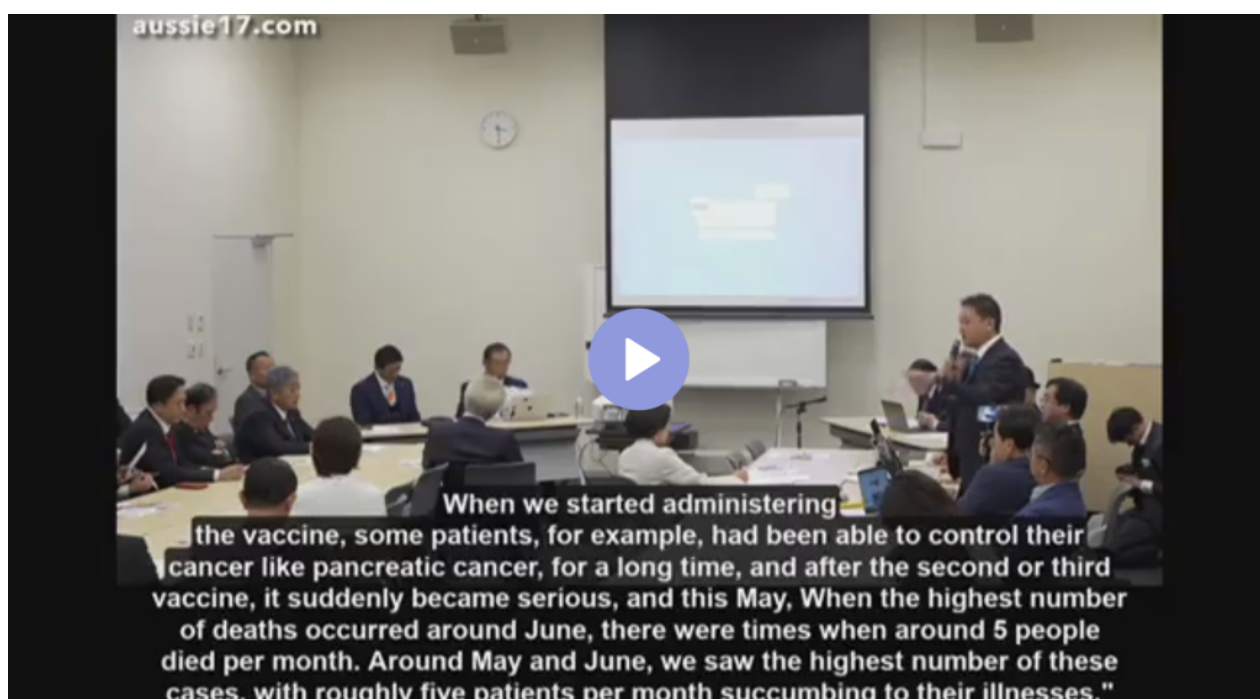 aussie17.com
When we started administering
the vaccine, some patients, for example, had been able to control their
cancer like pancreatic cancer, for a long time, and after the second or third
vaccine, it suddenly became serious, and this May, When the highest number
of deaths occurred around June, there were times when around 5 people
died per month. Around May and June, we saw the highest number of these
cases, with roughly five patients per month succumbing to their illnesses."